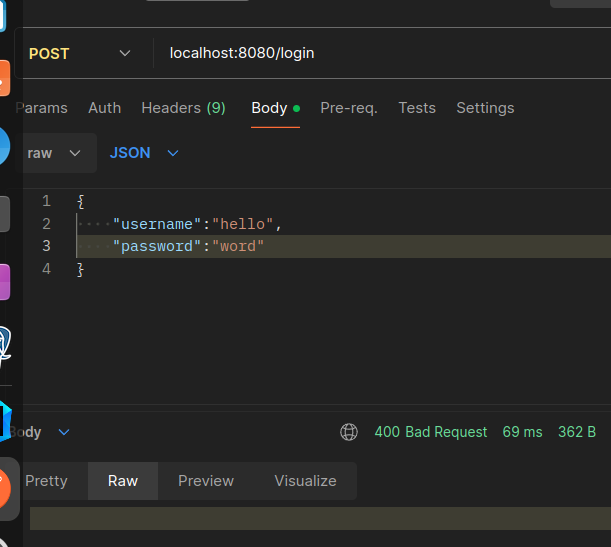 POST localhost:8080/login
Params Auth Headers (9) Body Pre-req. Tests Settings
raw JSON
1 {
2 ····"username":"hello",
3 ····"password":"word"
4 }
Body 400 Bad Request 69 ms 362 B
Pretty Raw Preview Visualize